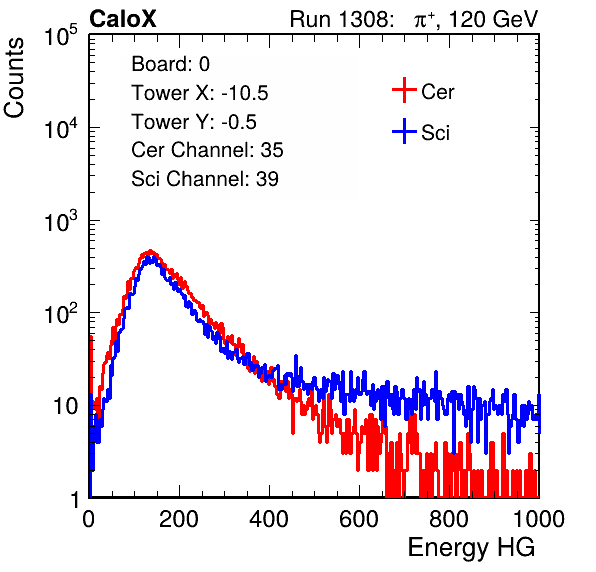 CaloX Run 1308: π⁺, 120 GeV
Board: 0
Tower X: -10.5
Tower Y: -0.5
Cer Channel: 35
Sci Channel: 39
Cer
Sci
Counts
10⁵
10⁴
10³
10²
10
1
0 200 400 600 800 1000
Energy HG